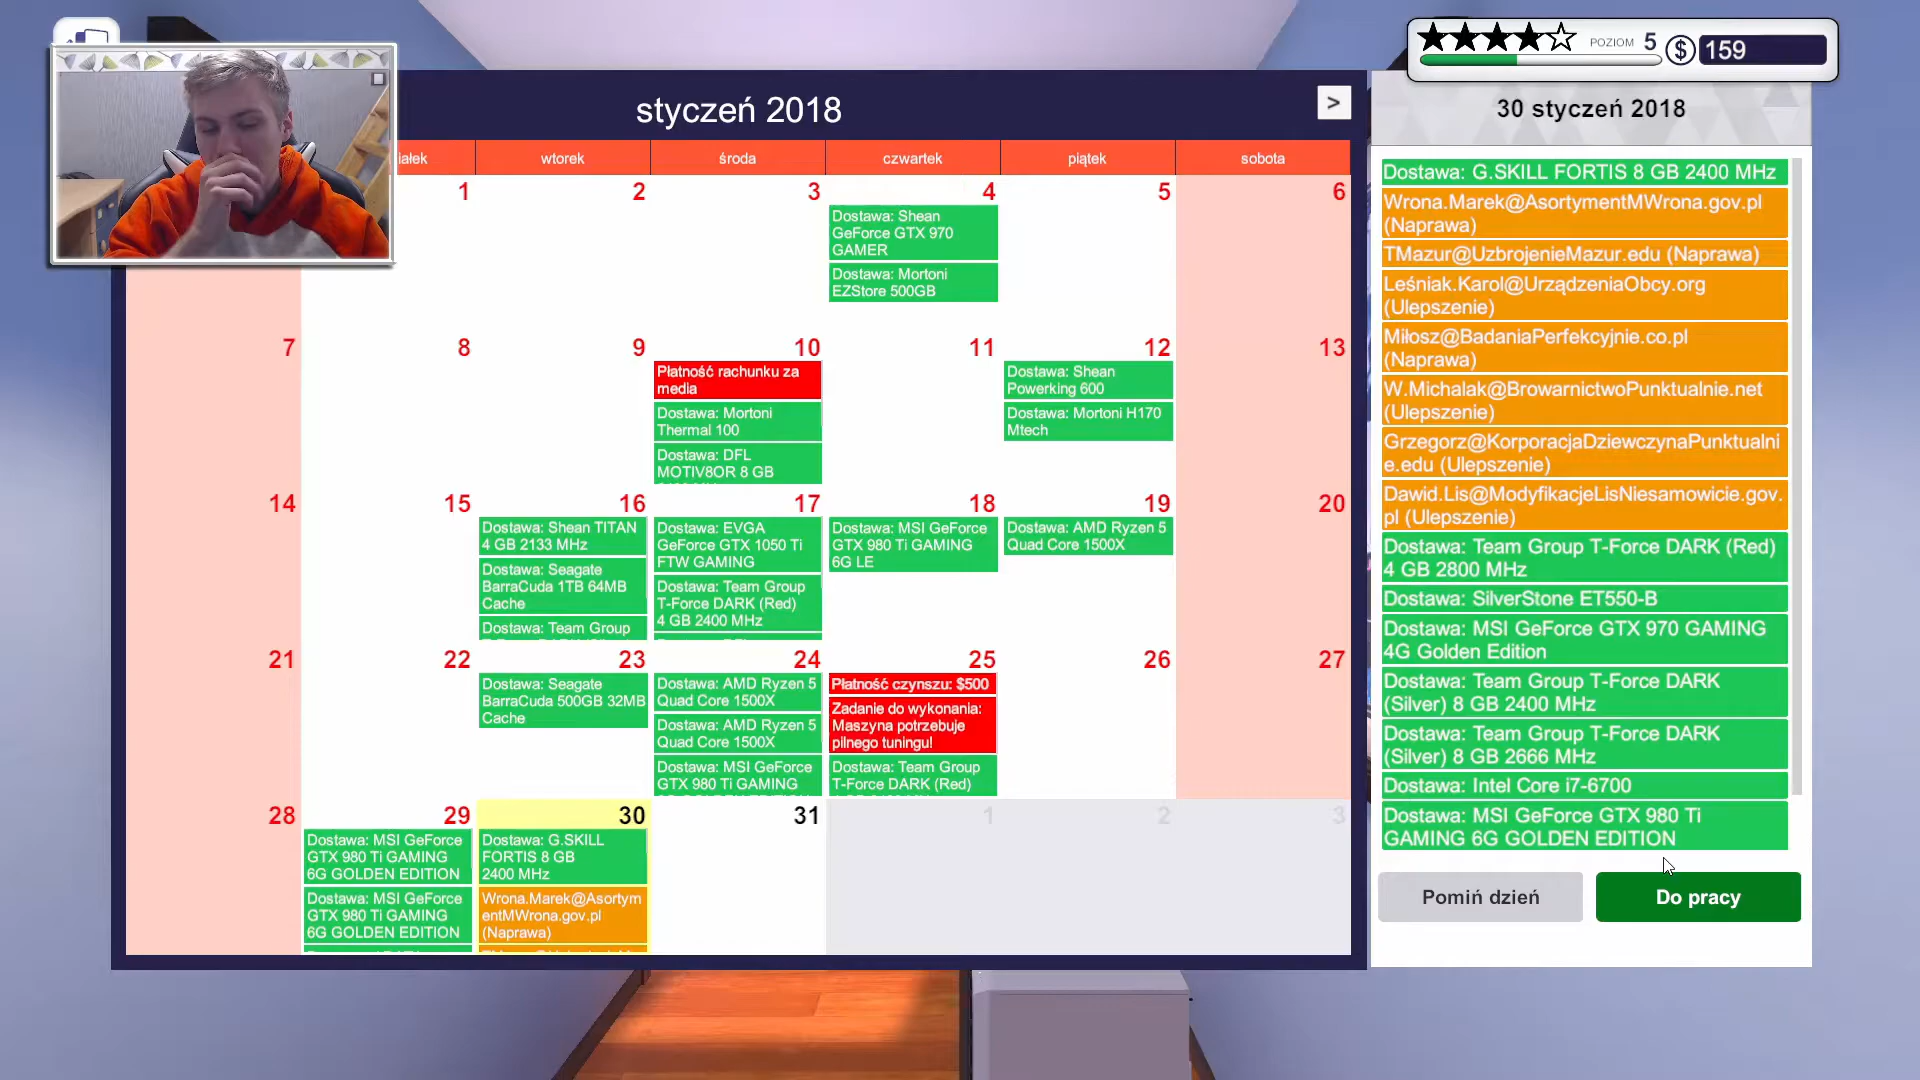 POZIOM 5
159
styczeń 2018
>
30 styczeń 2018
iałek
wtorek
środa
czwartek
piątek
sobota
1
2
3
4
5
6
Dostawa: Shean
GeForce GTX 970
GAMER
Dostawa: Mortoni
EZStore 500GB
7
8
9
10
11
12
13
Płatność rachunku za
media
Dostawa: Mortoni
Thermal 100
Dostawa: DFL
MOTIV8OR 8 GB
Dostawa: Shean
Powerking 600
Dostawa: Mortoni H170
Mtech
14
15
16
17
18
19
20
Dostawa: Shean TITAN
4 GB 2133 MHz
Dostawa: Seagate
BarraCuda 1TB 64MB
Cache
Dostawa: Team Group
Dostawa: EVGA
GeForce GTX 1050 Ti
FTW GAMING
Dostawa: Team Group
T-Force DARK (Red)
4 GB 2400 MHz
Dostawa: MSI GeForce
GTX 980 Ti GAMING
6G LE
Dostawa: AMD Ryzen 5
Quad Core 1500X
21
22
23
24
25
26
27
Dostawa: Seagate
BarraCuda 500GB 32MB
Cache
Dostawa: AMD Ryzen 5
Quad Core 1500X
Dostawa: AMD Ryzen 5
Quad Core 1500X
Dostawa: MSI GeForce
GTX 980 Ti GAMING
Płatność czynszu: $500
Zadanie do wykonania:
Maszyna potrzebuje
pilnego tuningu!
Dostawa: Team Group
T-Force DARK (Red)
28
29
30
31
1
2
3
Dostawa: MSI GeForce
GTX 980 Ti GAMING
6G GOLDEN EDITION
Dostawa: MSI GeForce
GTX 980 Ti GAMING
6G GOLDEN EDITION
Dostawa: G.SKILL
FORTIS 8 GB
2400 MHz
Wrona.Marek@Asortym
entMWrona.gov.pl
(Naprawa)
Dostawa: G.SKILL FORTIS 8 GB 2400 MHz
Wrona.Marek@AsortymentMWrona.gov.pl
(Naprawa)
TMazur@UzbrojenieMazur.edu (Naprawa)
Leśniak.Karol@UrządzeniaObcy.org
(Ulepszenie)
Miłosz@BadaniaPerfekcyjnie.co.pl
(Naprawa)
W.Michalak@BrowarnictwoPunktualnie.net
(Ulepszenie)
Grzegorz@KorporacjaDziewczynaPunktualni
e.edu (Ulepszenie)
Dawid.Lis@ModyfikacjeLisNiesamowicie.gov.
pl (Ulepszenie)
Dostawa: Team Group T-Force DARK (Red)
4 GB 2800 MHz
Dostawa: SilverStone ET550-B
Dostawa: MSI GeForce GTX 970 GAMING
4G Golden Edition
Dostawa: Team Group T-Force DARK
(Silver) 8 GB 2400 MHz
Dostawa: Team Group T-Force DARK
(Silver) 8 GB 2666 MHz
Dostawa: Intel Core i7-6700
Dostawa: MSI GeForce GTX 980 Ti
GAMING 6G GOLDEN EDITION
Pomiń dzień
Do pracy